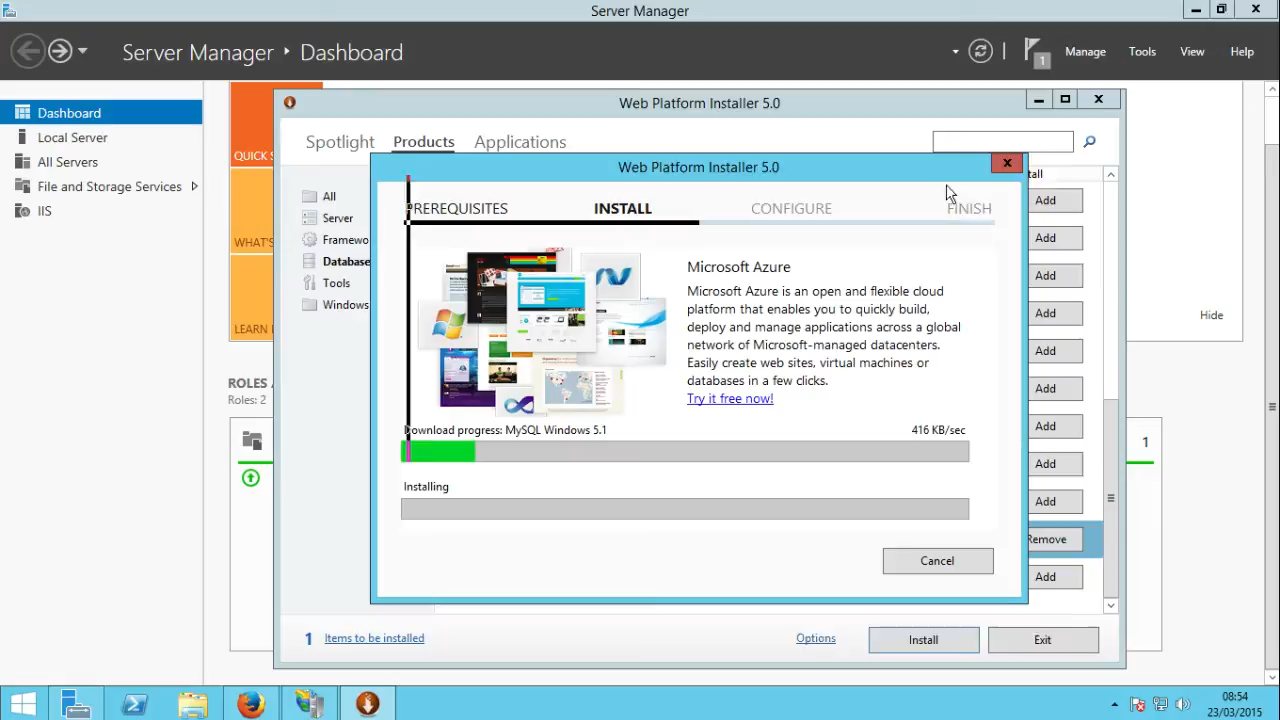 Server Manager
Server Manager ‣ Dashboard
1
Manage
Tools
View
Help
Dashboard
Local Server
All Servers
File and Storage Services
IIS
QUICK S
WHAT'S
LEARN
Hide
ROLES
Roles: 2
1
Web Platform Installer 5.0
Spotlight
Products
Applications
All
Server
Framewo
Database
Tools
Windows
Add
Add
Add
Add
Add
Add
Add
Add
Add
Remove
Add
Web Platform Installer 5.0
PREREQUISITES
INSTALL
CONFIGURE
FINISH
Microsoft Azure
Microsoft Azure is an open and flexible cloud
platform that enables you to quickly build,
deploy and manage applications across a global
network of Microsoft-managed datacenters.
Easily create web sites, virtual machines or
databases in a few clicks.
Try it free now!
Download progress: MySQL Windows 5.1
416 KB/sec
Installing
Cancel
1 Items to be installed
Options
Install
Exit
08:54
23/03/2015